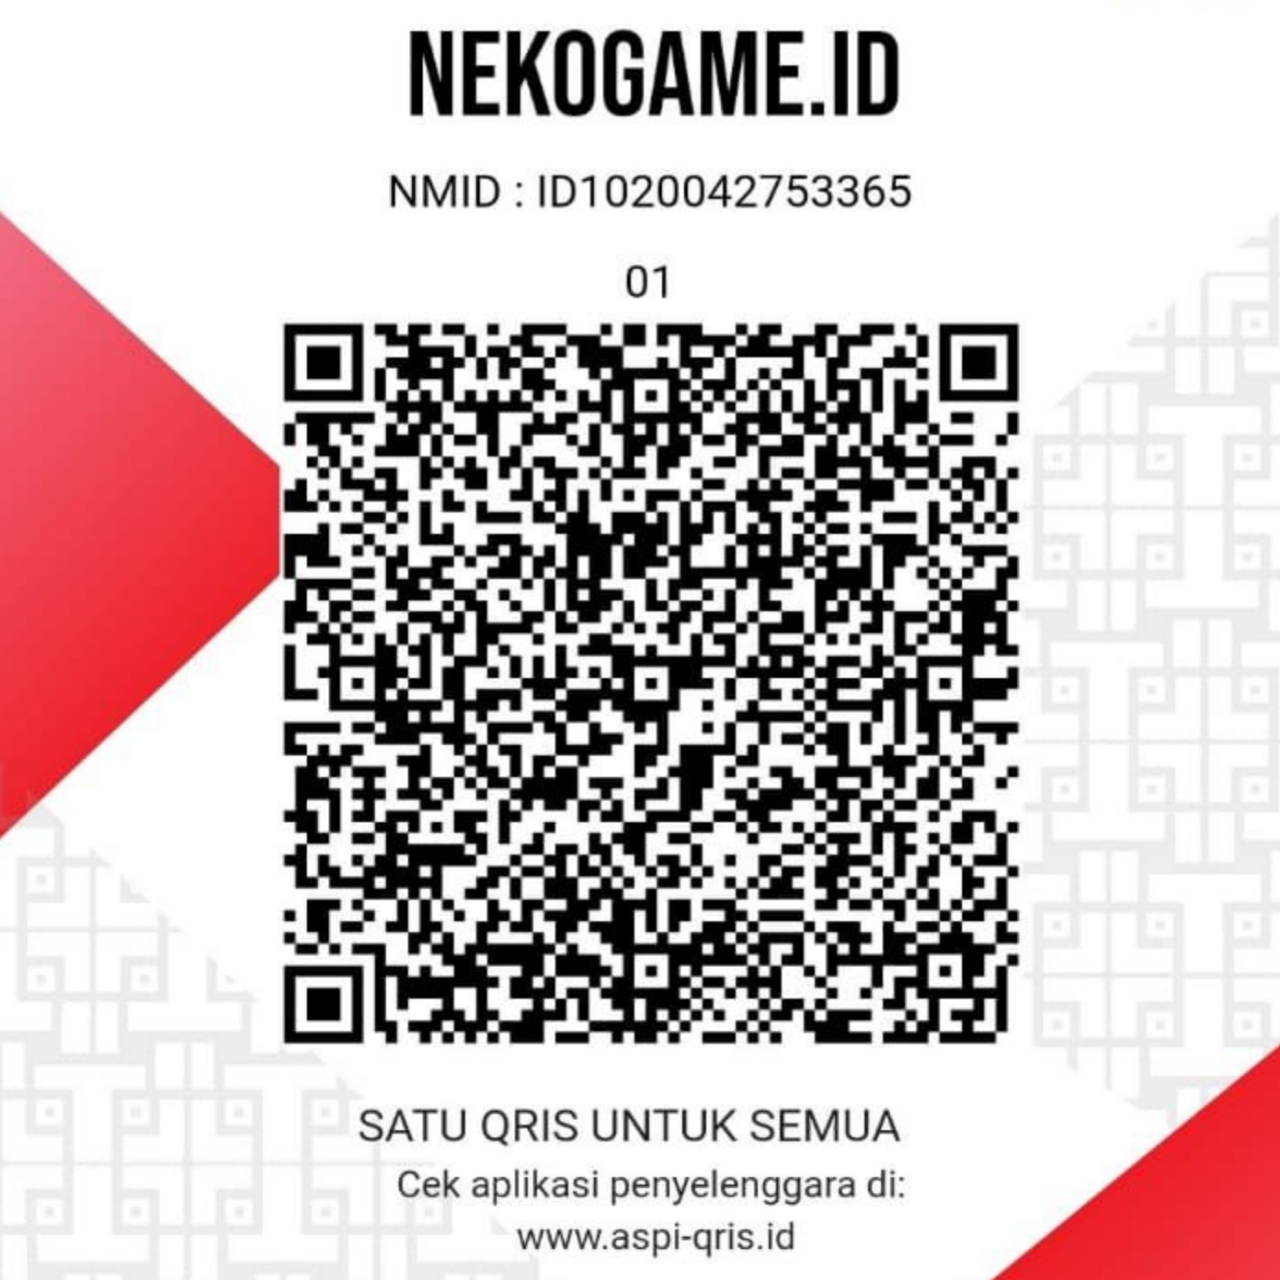 NEKOGAME.ID
NMID : ID1020042753365
01
SATU QRIS UNTUK SEMUA
Cek aplikasi penyelenggara di:
www.aspi-qris.id